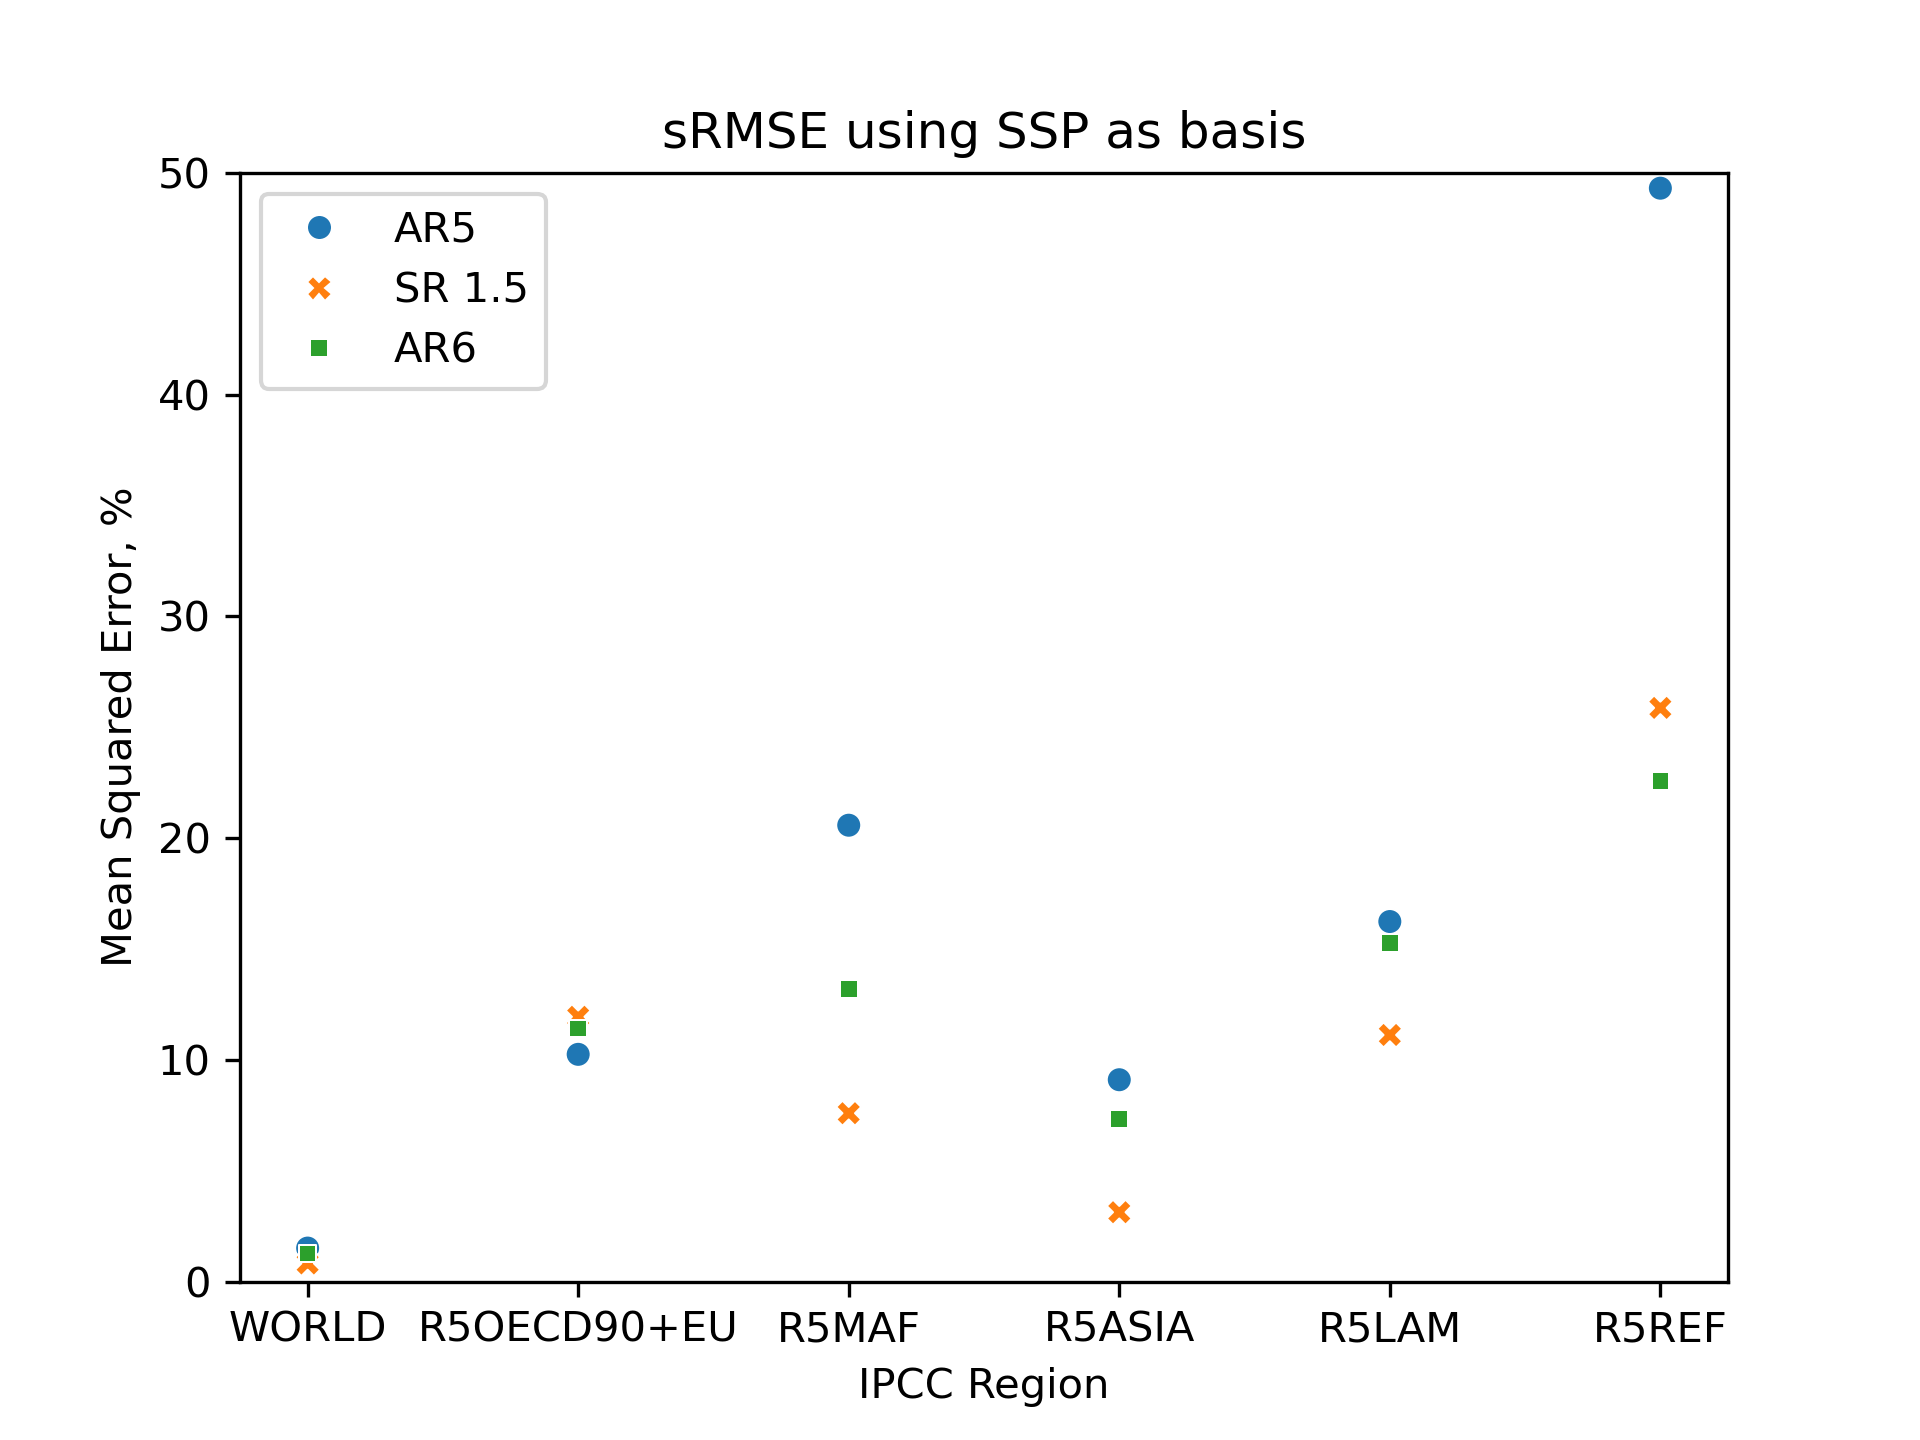 sRMSE using SSP as basis
50
40
30
20
10
0
Mean Squared Error, %
AR5
SR 1.5
AR6
WORLD R5OECD90+EU R5MAF R5ASIA R5LAM R5REF
IPCC Region